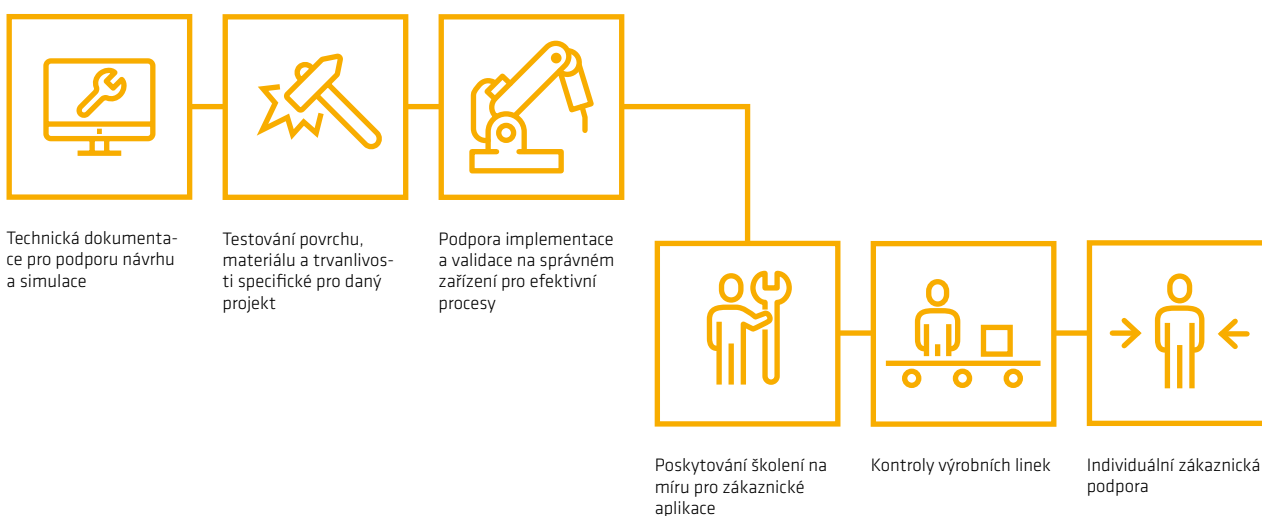 Technická dokumenta-
ce pro podporu návrhu
a simulace
Testování povrchu,
materiálu a trvanlivos-
ti specifické pro daný
projekt
Podpora implementace
a validace na správném
zařízení pro efektivní
procesy
Poskytování školení na
míru pro zákaznické
aplikace
Kontroly výrobních linek
Individuální zákaznická
podpora